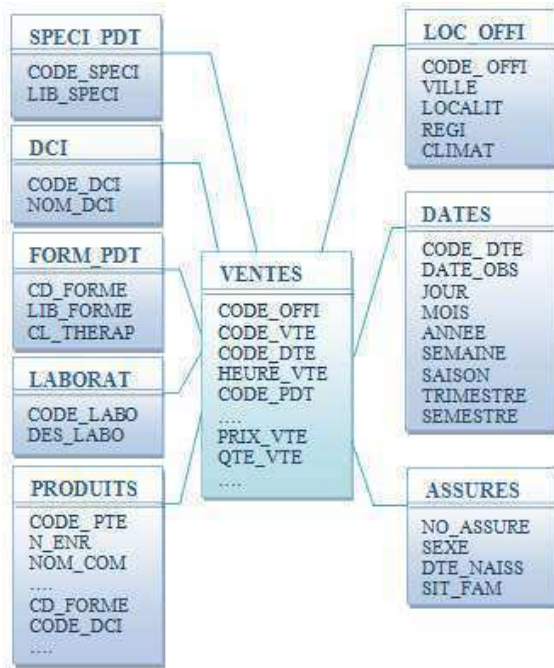 SPECI_PDT
CODE_SPECI
LIB_SPECI
DCI
CODE_DCI
NOM_DCI
FORM_PDT
CD_FORME
LIB_FORME
CL_THERAP
LABORAT
CODE_LABO
DES_LABO
PRODUITS
CODE_PTE
N_ENR
NOM_COM
....
CD_FORME
CODE_DCI
....
VENTES
CODE_OFFI
CODE_VTE
CODE_DTE
HEURE_VTE
CODE_PDT
....
PRIX_VTE
QTE_VTE
....
LOC_OFFI
CODE_OFFI
VILLE
LOCALIT
REGI
CLIMAT
DATES
CODE_DTE
DATE_OBS
JOUR
MOIS
ANNEE
SEMAINE
SAISON
TRIMESTRE
SEMESTRE
ASSURES
NO_ASSURE
SEXE
DTE_NAISS
SIT_FAM